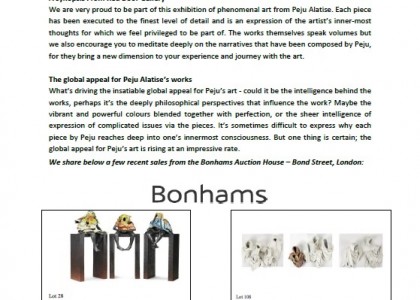 We are very proud to be part of this exhibition of phenomenal art from Peju Alatise. Each piece
has been executed to the finest level of detail and is an expression of the artist's inner-most
thoughts for which we feel privileged to be part of. The works themselves speak volumes but
we also encourage you to meditate deeply on the narratives that have been composed by Peju,
for they bring a new dimension to your experience and journey with the art.
The global appeal for Peju Alatise's works
What's driving the insatiable global appeal for Peju's art - could it be the intelligence behind the
works, perhaps it's the deeply philosophical perspectives that influence the work? Maybe the
vibrant and powerful colours blended together with perfection, or the sheer intelligence of
expression of complicated issues via the pieces. It's sometimes difficult to express why each
piece by Peju reaches deep into one's innermost consciousness. But one thing is certain; the
global appeal for Peju's art is rising at an impressive rate.
We share below a few recent sales from the Bonhams Auction House – Bond Street, London:
Bonhams
Lot 28
Lot 108